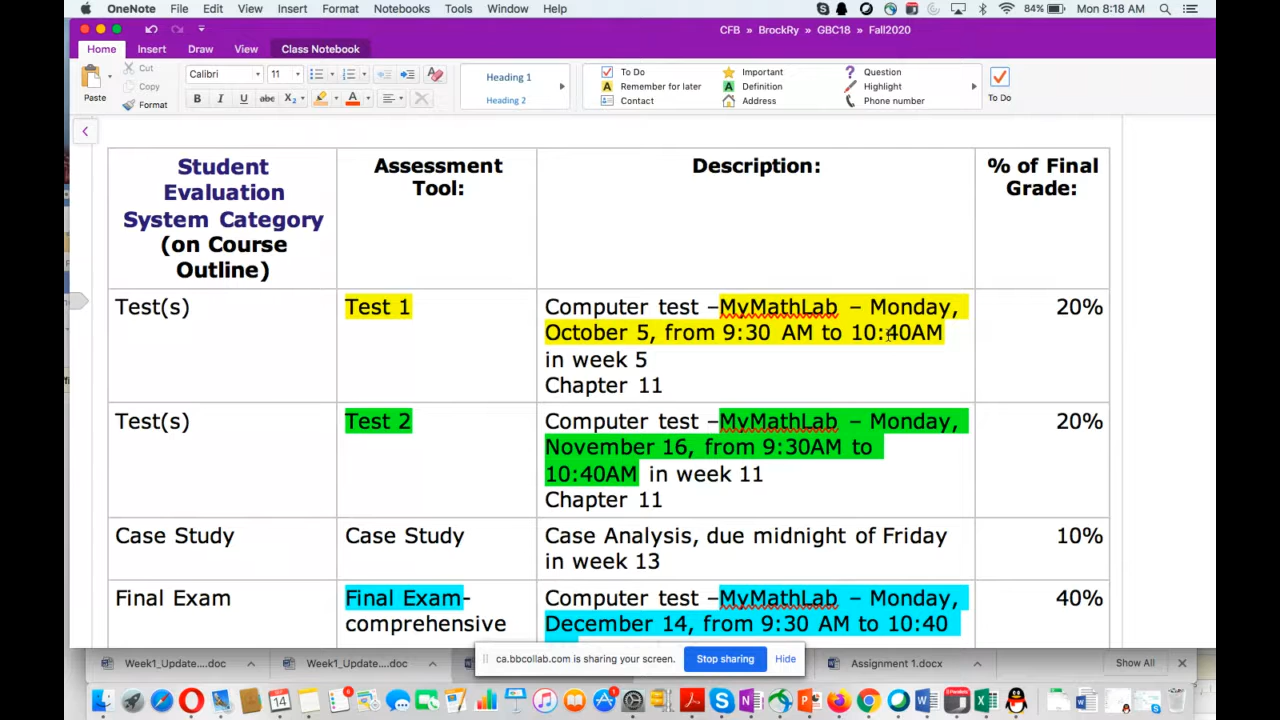 OneNote File Edit View Insert Format Notebooks Tools Window Help 84% Mon 8:18 AM
CFB » BrockRy » GBC18 » Fall2020
Home Insert Draw View Class Notebook
Paste Cut Copy Format
Calibri 11
B I U abc X₂ A
Heading 1
Heading 2
To Do Important Question
Remember for later Definition Highlight
Contact Address Phone number
To Do
Student Evaluation System Category (on Course Outline)
Assessment Tool:
Description:
% of Final Grade:
Test(s)
Test 1
Computer test –MyMathLab – Monday,
October 5, from 9:30 AM to 10:40AM
in week 5
Chapter 11
20%
Test(s)
Test 2
Computer test –MyMathLab – Monday,
November 16, from 9:30AM to
10:40AM in week 11
Chapter 11
20%
Case Study
Case Study
Case Analysis, due midnight of Friday
in week 13
10%
Final Exam
Final Exam-
comprehensive
Computer test –MyMathLab – Monday,
December 14, from 9:30 AM to 10:40
40%
ca.bbcollab.com is sharing your screen. Stop sharing Hide
Week1_Update....doc Week1_Update....doc Assignment 1.docx Show All